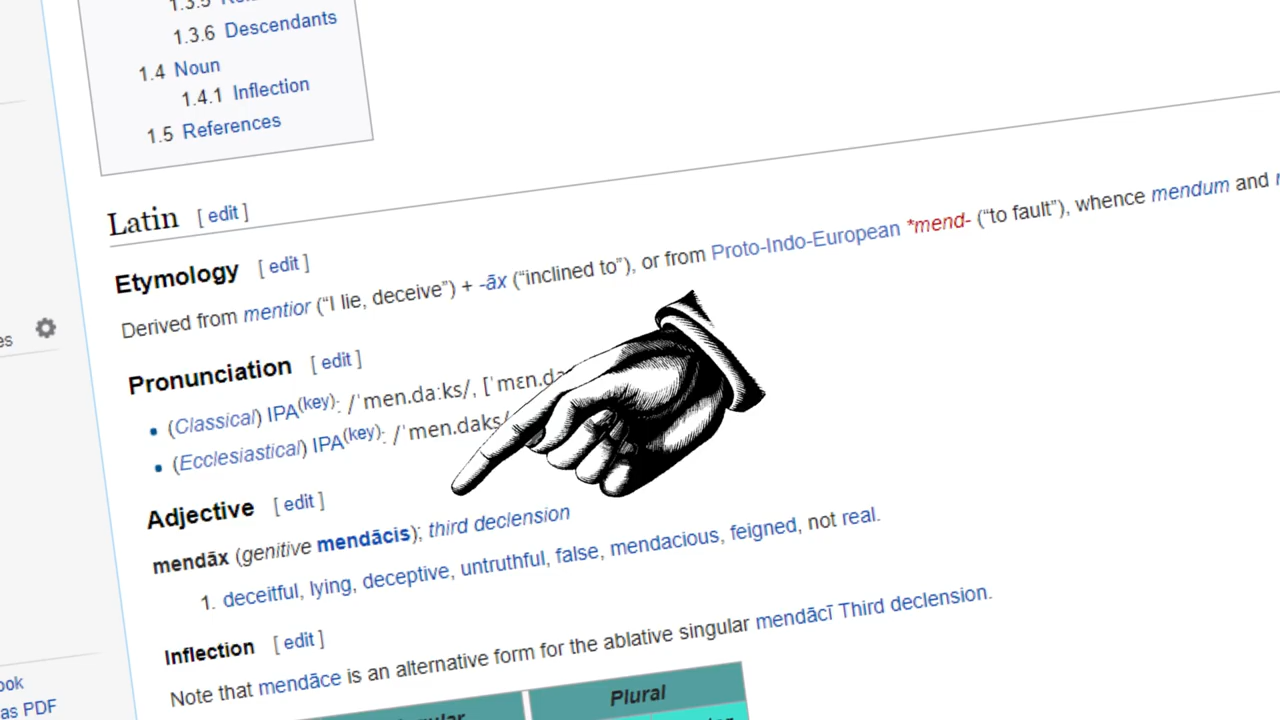 1.3.5
1.3.6 Descendants
1.4 Noun
1.4.1 Inflection
1.5 References
Latin [ edit ]
Etymology [ edit ]
Derived from mentior (“I lie, deceive”) + -āx (“inclined to”), or from Proto-Indo-European *mend- (“to fault”), whence mendum and
Pronunciation [ edit ]
(Classical) IPA(key): /ˈmen.daːks/, [ˈmɛn.da
(Ecclesiastical) IPA(key): /ˈmen.daks/
Adjective [ edit ]
mendāx (genitive mendācis); third declension
1. deceitful, lying, deceptive, untruthful, false, mendacious, feigned, not real.
Inflection [ edit ]
Note that mendāce is an alternative form for the ablative singular mendācī Third declension.
Plural
as PDF